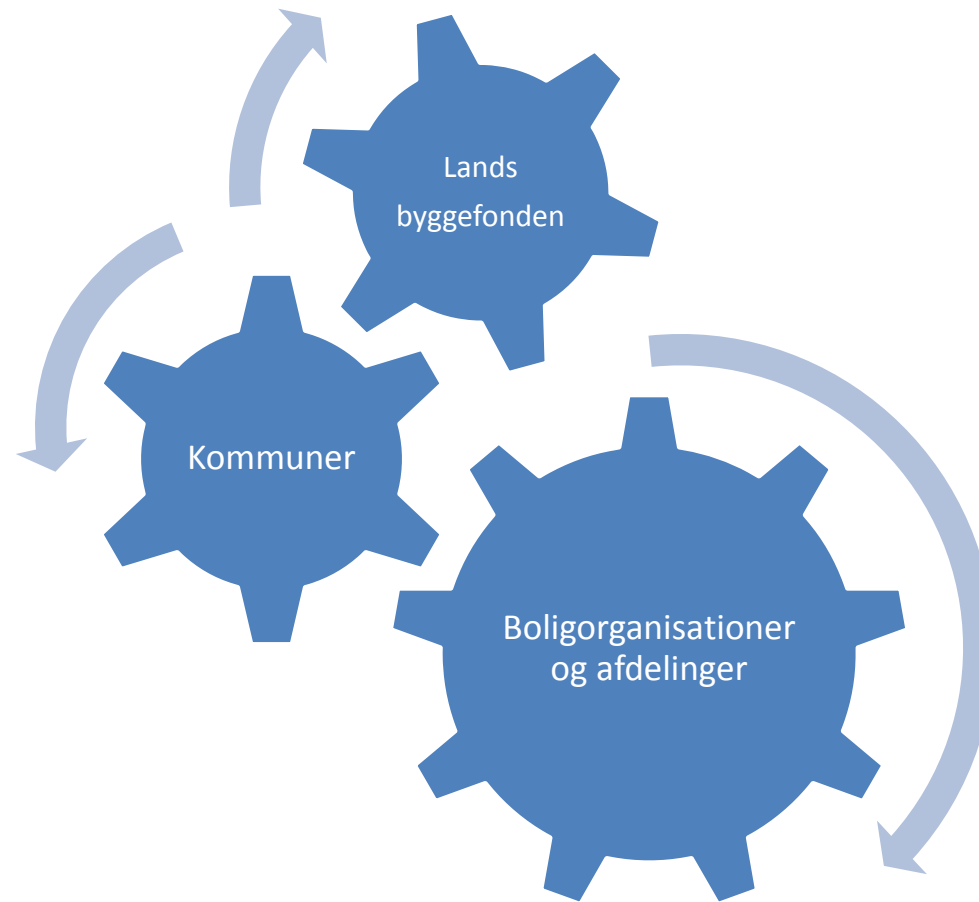 Lands
byggefonden
Kommuner
Boligorganisationer
og afdelinger